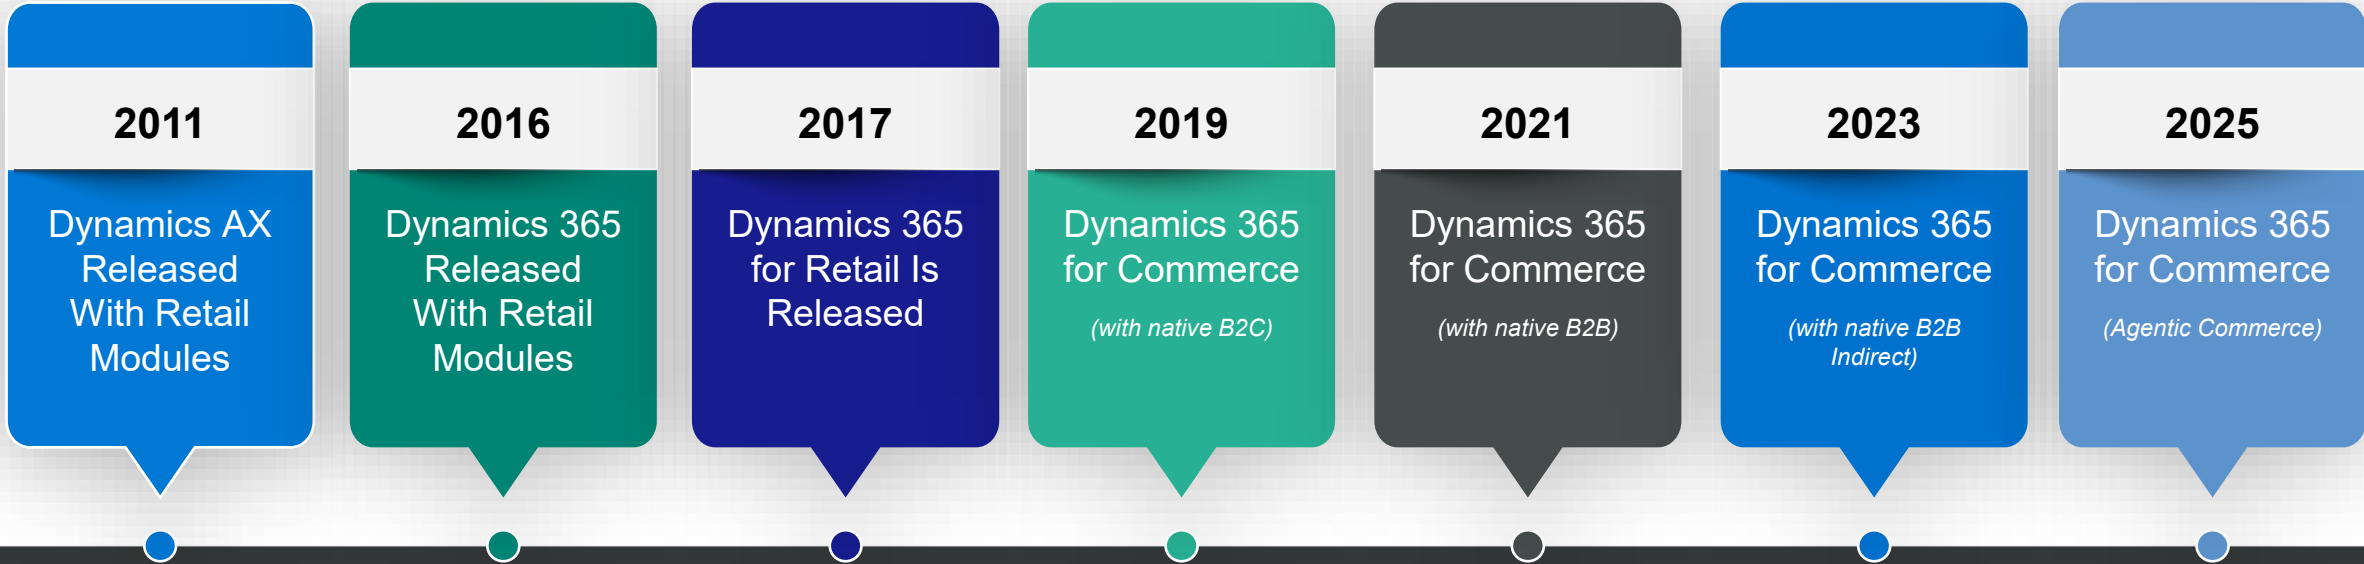 2011
Dynamics AX
Released
With Retail
Modules
2016
Dynamics 365
Released
With Retail
Modules
2017
Dynamics 365
for Retail Is
Released
2019
Dynamics 365
for Commerce
(with native B2C)
2021
Dynamics 365
for Commerce
(with native B2B)
2023
Dynamics 365
for Commerce
(with native B2B
Indirect)
2025
Dynamics 365
for Commerce
(Agentic Commerce)